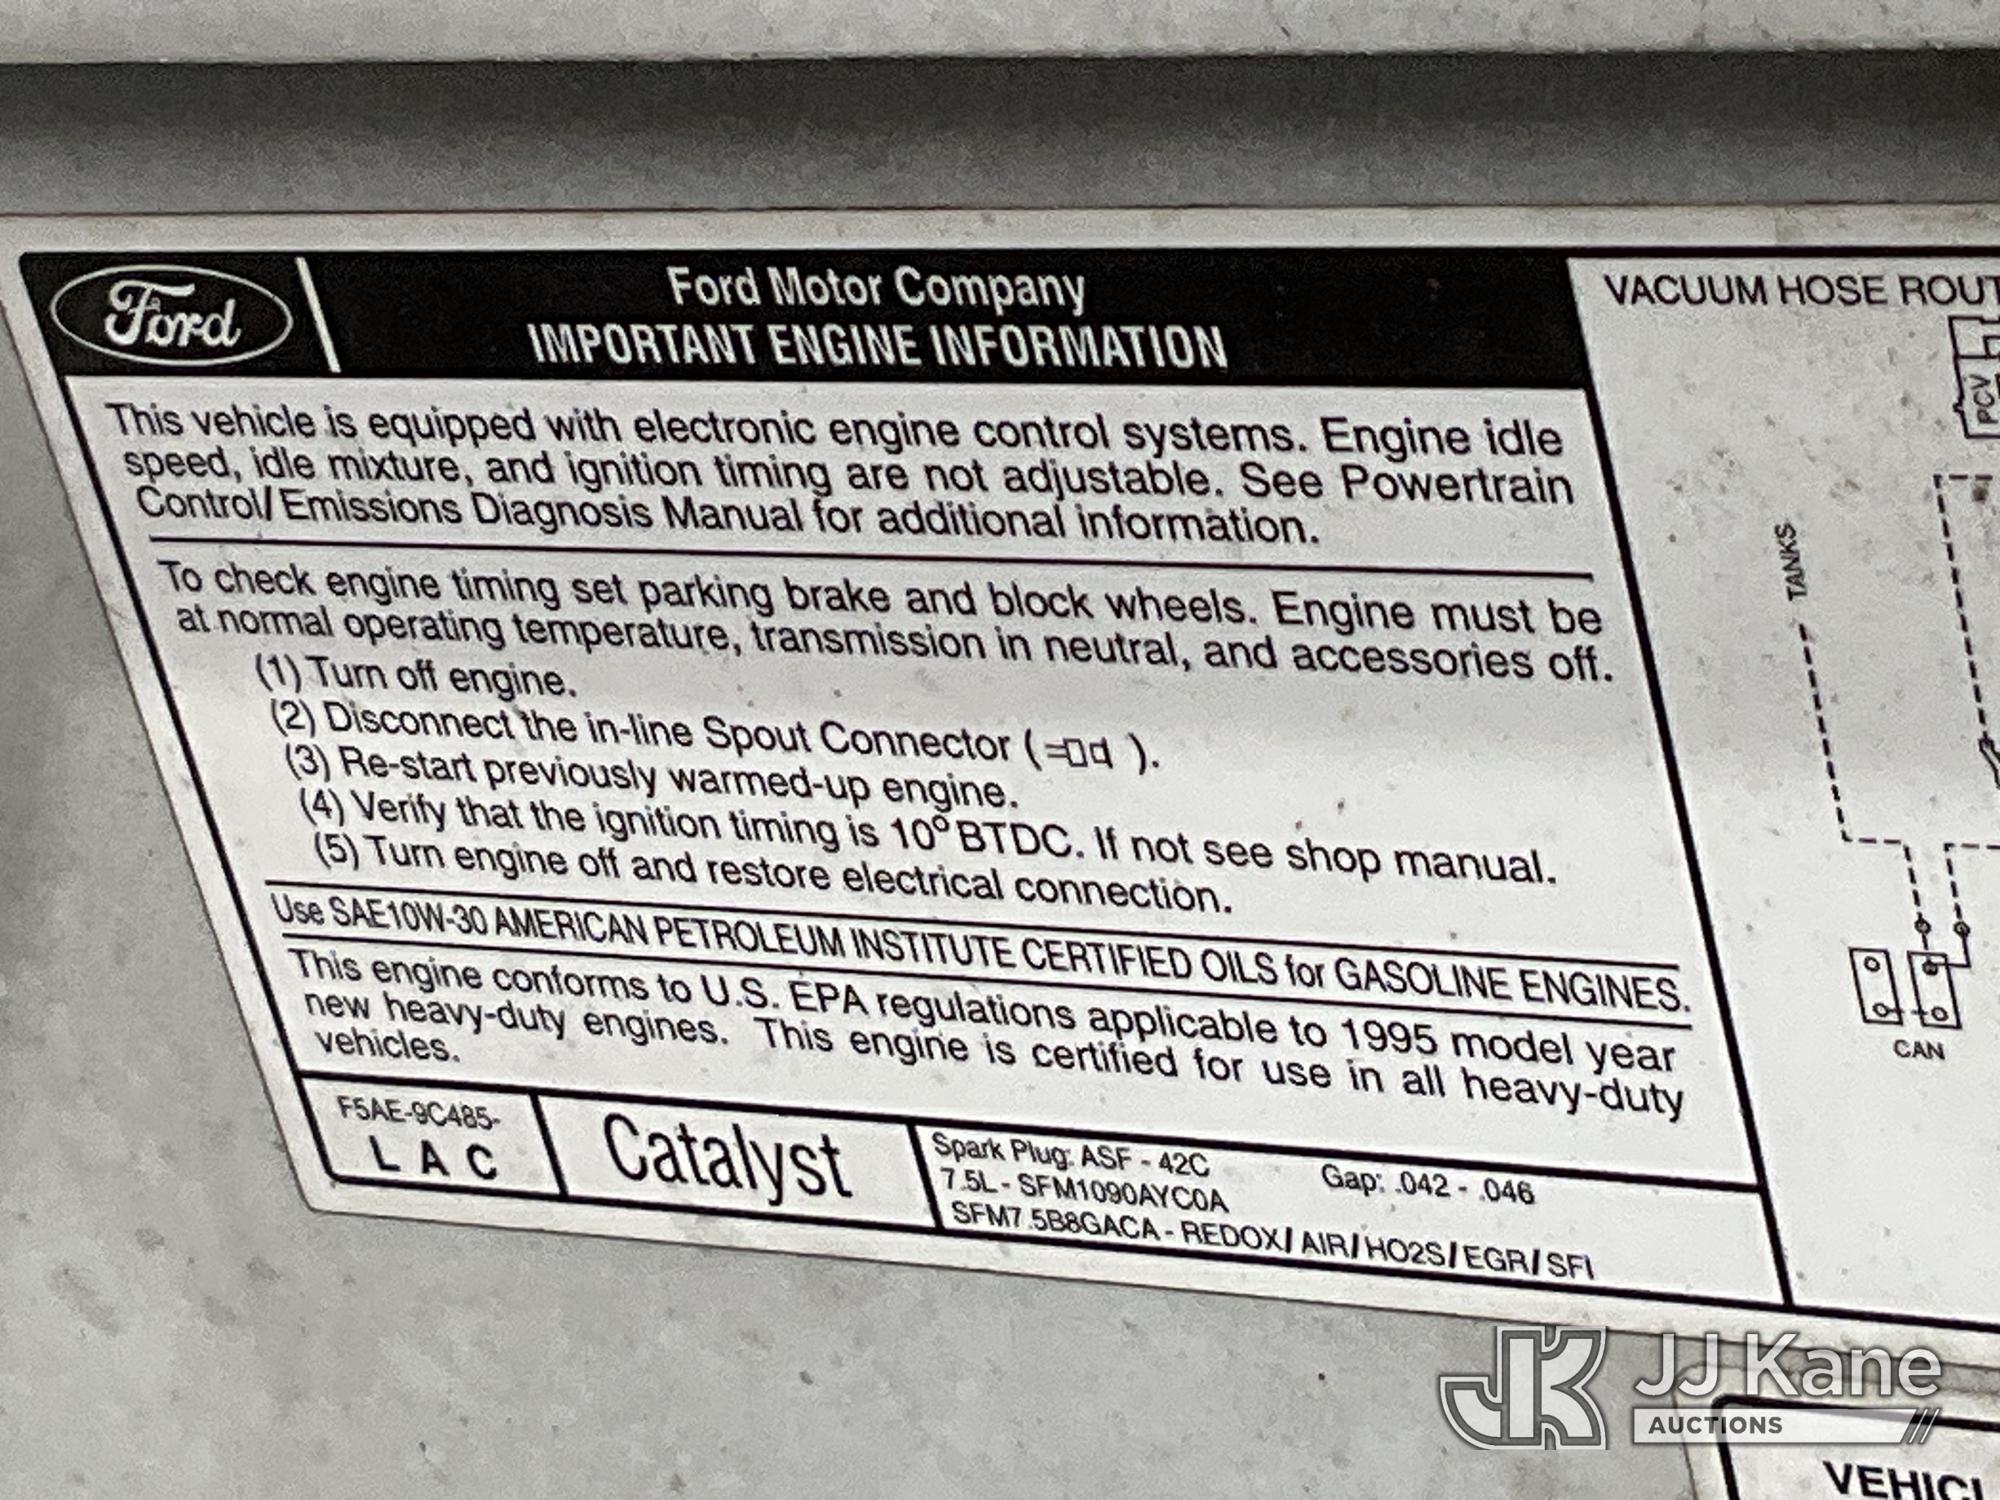 Ford
Ford Motor Company
IMPORTANT ENGINE INFORMATION
This vehicle is equipped with electronic engine control systems. Engine idle
speed, idle mixture, and ignition timing are not adjustable. See Powertrain
Control/Emissions Diagnosis Manual for additional information.
To check engine timing set parking brake and block wheels. Engine must be
at normal operating temperature, transmission in neutral, and accessories off.
(1) Turn off engine.
(2) Disconnect the in-line Spout Connector ( ).
(3) Re-start previously warmed-up engine.
(4) Verify that the ignition timing is 10° BTDC. If not see shop manual.
(5) Turn engine off and restore electrical connection.
Use SAE10W-30 AMERICAN PETROLEUM INSTITUTE CERTIFIED OILS for GASOLINE ENGINES.
This engine conforms to U.S. EPA regulations applicable to 1995 model year
new heavy-duty engines. This engine is certified for use in all heavy-duty
vehicles.
F5AE-9C485-
L A C
Catalyst
Spark Plug: ASF - 42C Gap: .042 - .046
7.5L - SFM1090AYC0A
SFM7.5B8GACA - REDOX/AIR/HO2S/EGR/SFI
VACUUM HOSE ROUT
PCV
TANKS
CAN
JK JJ Kane
AUCTIONS
VEHICL